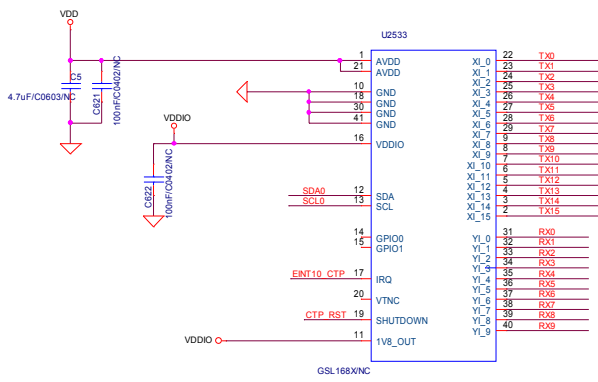 VDD
U2533
C5
4.7uF/C0603/NC
C621
100nF/C0402/NC
VDDIO
C622
100nF/C0402/NC
1 AVDD
21 AVDD
10 GND
18 GND
30 GND
41 GND
16 VDDIO
SDA0 12 SDA
SCL0 13 SCL
14 GPIO0
15 GPIO1
EINT10_CTP 17 IRQ
20 VTNC
CTP_RST 19 SHUTDOWN
VDDIO 11 1V8_OUT
XI_0 22 TX0
XI_1 23 TX1
XI_2 24 TX2
XI_3 25 TX3
XI_4 26 TX4
XI_5 27 TX5
XI_6 28 TX6
XI_7 29 TX7
XI_8 9 TX8
XI_9 8 TX9
XI_10 7 TX10
XI_11 6 TX11
XI_12 5 TX12
XI_13 4 TX13
XI_14 3 TX14
XI_15 2 TX15
YI_0 31 RX0
YI_1 32 RX1
YI_2 33 RX2
YI_3 34 RX3
YI_4 35 RX4
YI_5 36 RX5
YI_6 37 RX6
YI_7 38 RX7
YI_8 39 RX8
YI_9 40 RX9
GSL168X/NC